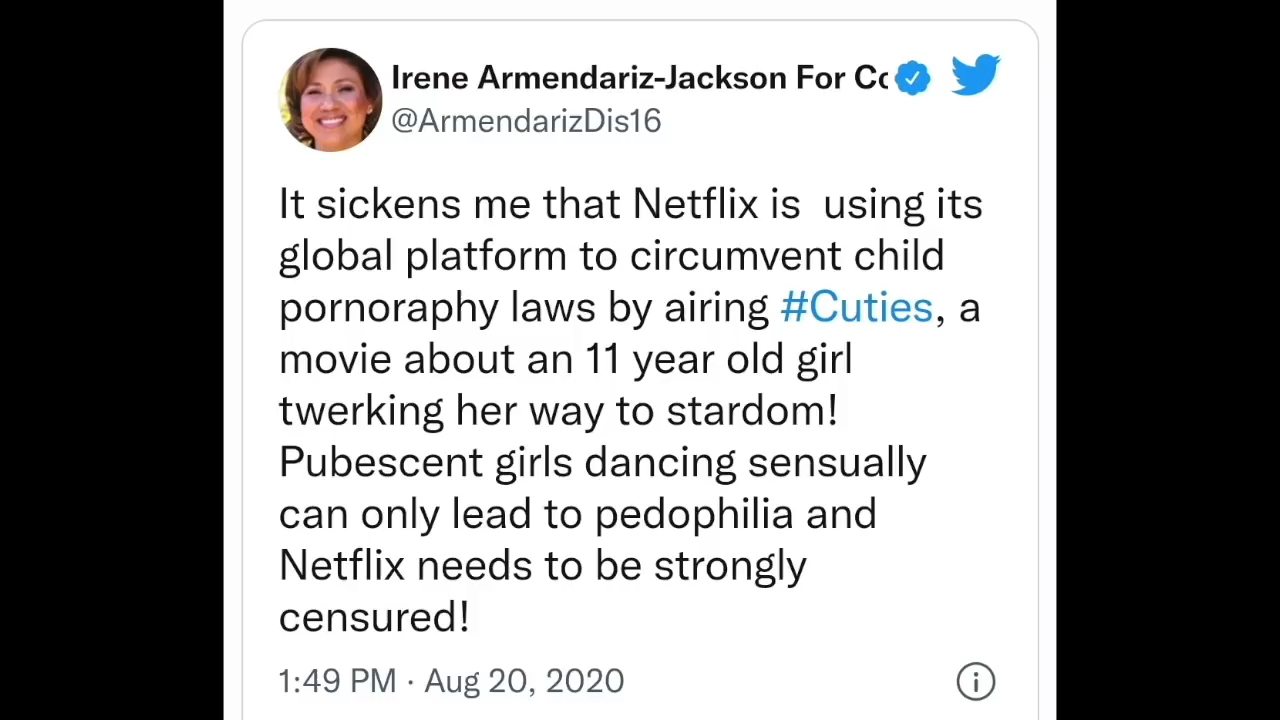 Irene Armendariz-Jackson For Cc
@ArmendarizDis16
It sickens me that Netflix is using its
global platform to circumvent child
pornoraphy laws by airing #Cuties, a
movie about an 11 year old girl
twerking her way to stardom!
Pubescent girls dancing sensually
can only lead to pedophilia and
Netflix needs to be strongly
censured!
1:49 PM · Aug 20, 2020